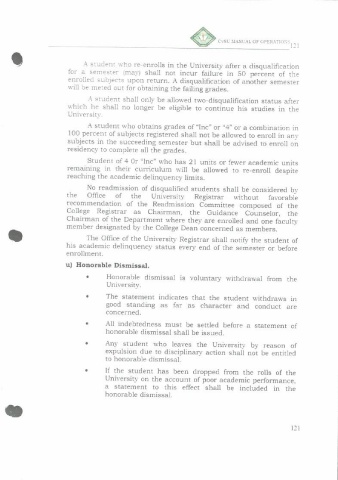 MANUAL OF OPERATIONS
121
A student who re-enrolls in the University after a disqualification
for a semester (may) shall not incur failure in 50 percent of the
enrolled subjects upon return. A disqualification of another semester
will be meted out for obtaining the failing grades.
A student shall only be allowed two-disqualification status after
which he shall no longer be eligible to continue his studies in the
University.
A student who obtains grades of "Inc" or "4" or a combination in
100 percent of subjects registered shall not be allowed to enroll in any
subjects in the succeeding semester but shall be advised to enroll on
residency to complete all the grades.
Student of 4 0r "Inc" who has 21 units or fewer academic units
remaining in their curriculum will be allowed to re-enroll despite
reaching the academic delinquency limits.
No readmission of disqualified students shall be considered by
the Office of the University Registrar without favorable
recommendation of the Readmission Committee composed of the
College Registrar as Chairman, the Guidance Counselor, the
Chairman of the Department where they are enrolled and one faculty
member designated by the College Dean concerned as members.
The Office of the University Registrar shall notify the student of
his academic delinquency status every end of the semester or before
enrollment.
u) Honorable Dismissal.
• Honorable dismissal is voluntary withdrawal from the
University.
• The statement indicates that the student withdraws in
good standing as far as character and conduct are
concerned.
• All indebtedness must be settled before a statement of
honorable dismissal shall be issued.
• Any student who leaves the University by reason of
expulsion due to disciplinary action shall not be entitled
to honorable dismissal.
• If the student has been dropped from the rolls of the
University on the account of poor academic performance,
a statement to this effect shall be included in the
honorable dismissal.
121